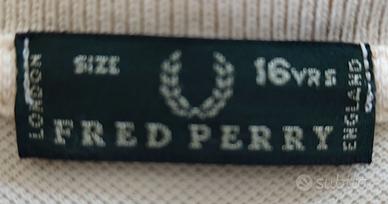 SIZE 16YRS
LONDON
FRED PERRY
ENGLAND
subito